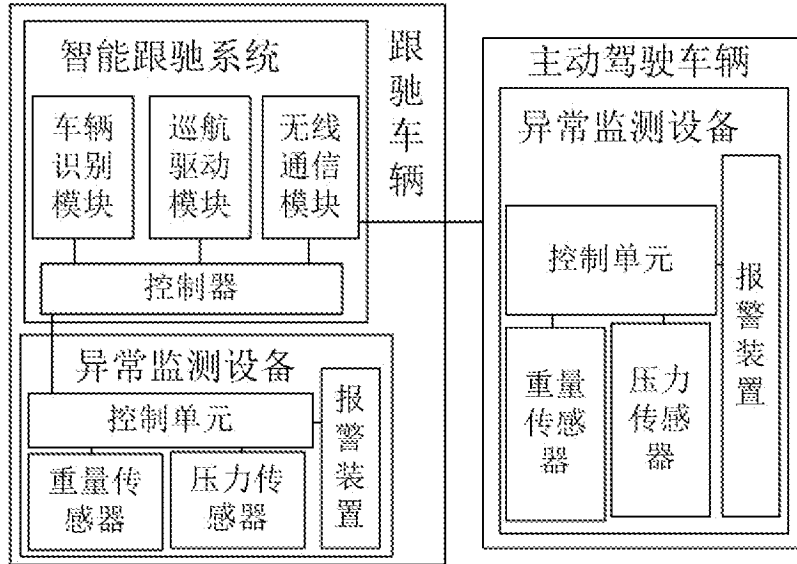 智能跟驰系统
跟
驰
车
辆
车辆
识别
模块
巡航
驱动
模块
无线
通信
模块
控制器
异常监测设备
控制单元
报
警
装
置
重量传
感器
压力传
感器
主动驾驶车辆
异常监测设备
控制单元
报
警
装
置
重量
传感
器
压力
传感
器